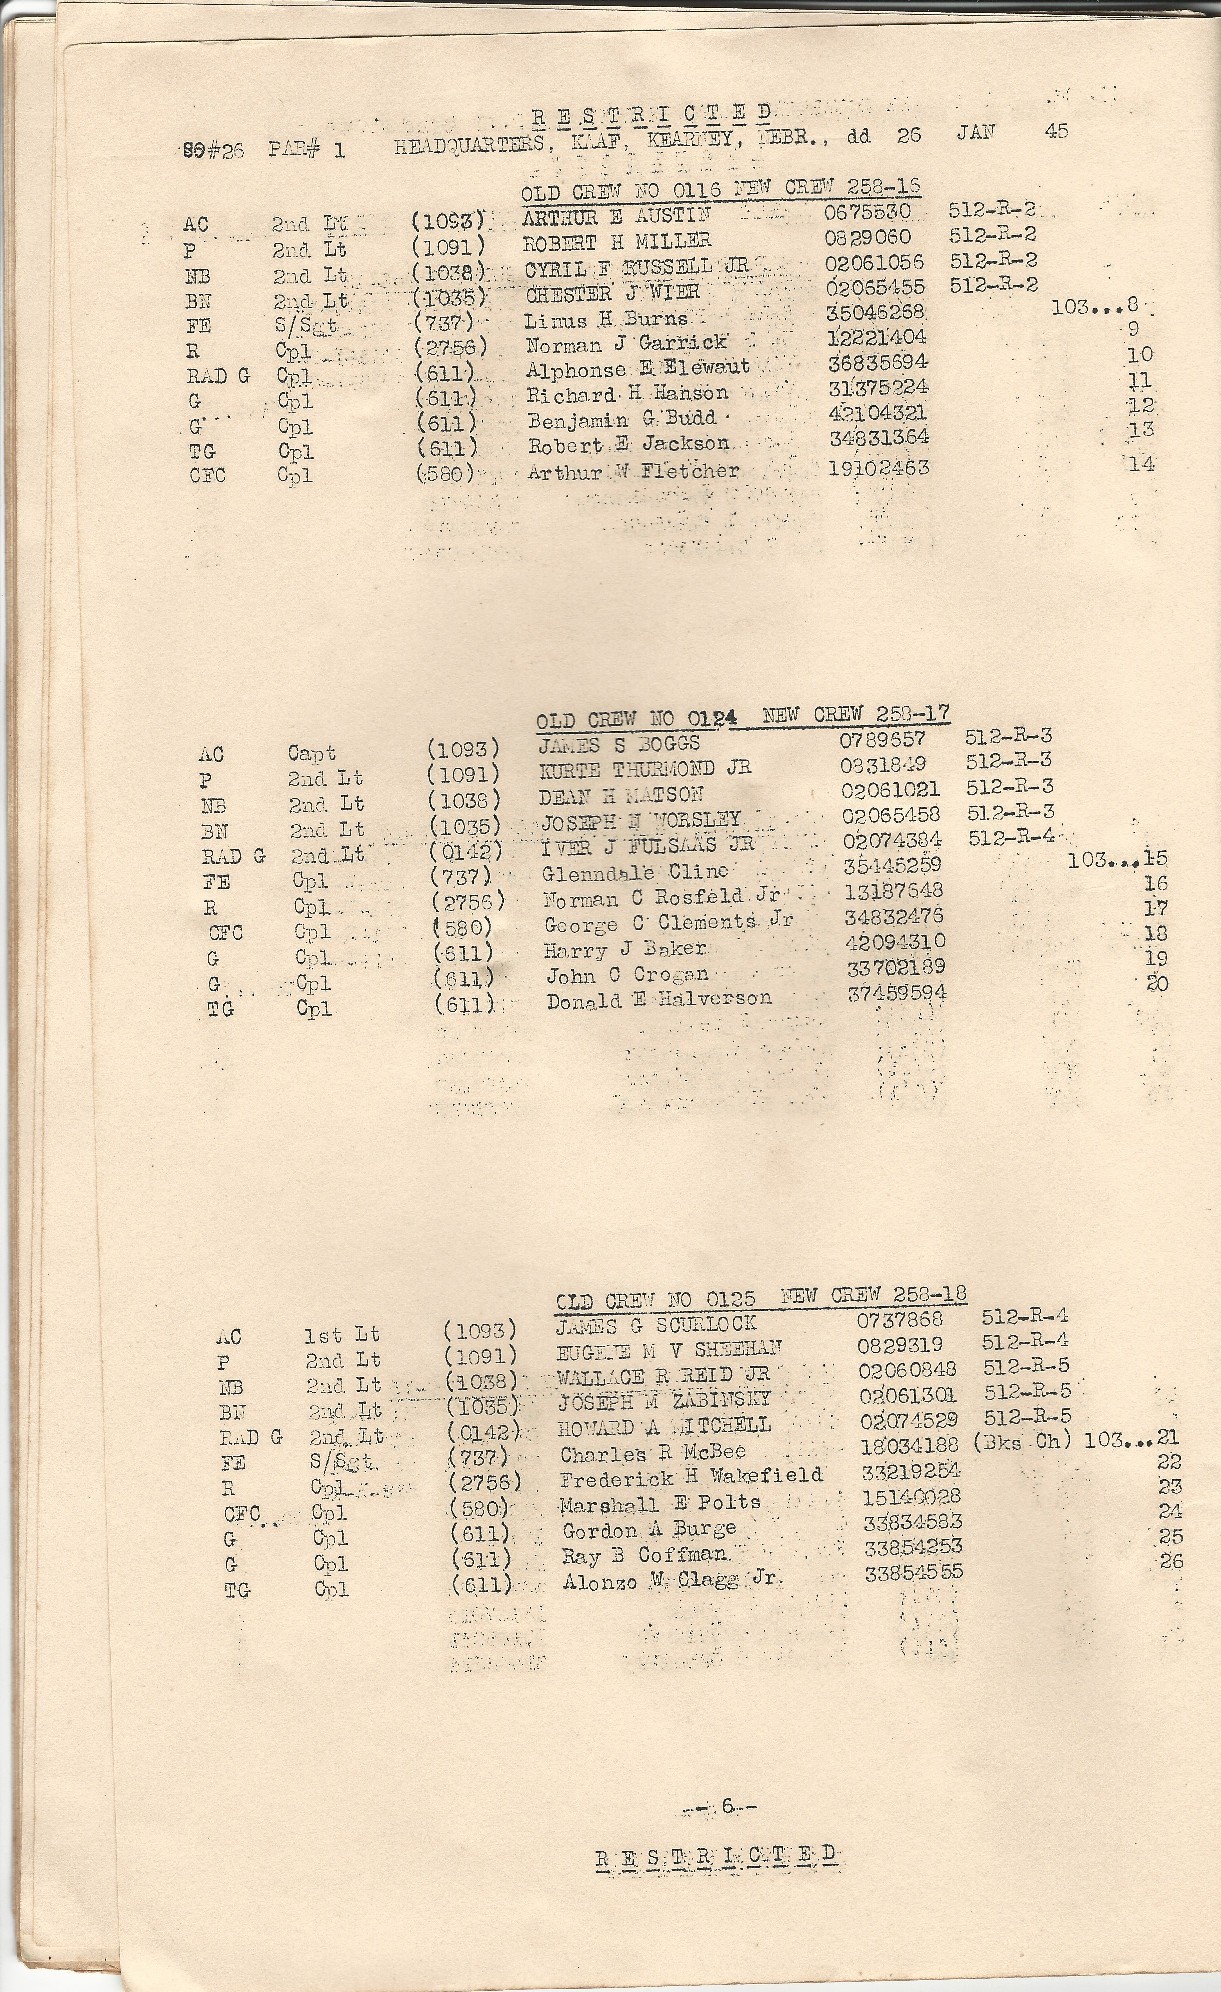 R E S T R I C T E D
SO#26 PAR# 1 HEADQUARTERS, KAAF, KEARNEY, NEBR., dd 26 JAN 45
OLD CREW NO 0116 NEW CREW 258-16
AC 2nd Lt (1093) ARTHUR E AUSTIN 0675530 512-R-2
P 2nd Lt (1091) ROBERT H MILLER 0829060 512-R-2
NB 2nd Lt (1038) CYRIL F RUSSELL JR 02061056 512-R-2
BN 2nd Lt (1035) CHESTER J WIER 02065455 512-R-2
FE S/Sgt (737) Linus H Burns 35046268 103...8
R Cpl (2756) Norman J Garrick 12221404 9
RAD G Cpl (611) Alphonse E Elewaut 36835694 10
G Cpl (611) Richard H Hanson 31375224 11
G Cpl (611) Benjamin G Budd 42104321 12
TG Cpl (611) Robert E Jackson 34831364 13
CFC Cpl (580) Arthur W Fletcher 19102463 14
OLD CREW NO 0124 NEW CREW 258-17
AC Capt (1093) JAMES S BOGGS 0789657 512-R-3
P 2nd Lt (1091) KURTE THURMOND JR 0831849 512-R-3
NB 2nd Lt (1038) DEAN H MATSON 02061021 512-R-3
BN 2nd Lt (1035) JOSEPH N WORSLEY 02065458 512-R-3
RAD G 2nd Lt (0142) IVER J FULSAAS JR 02074384 512-R-4
FE Cpl (737) Glenndale Cline 35445259 103...15
R Cpl (2756) Norman C Rosfeld Jr 13187648 16
CFC Cpl (580) George C Clements Jr 34832476 17
G Cpl (611) Harry J Baker 42094310 18
G Cpl (611) John C Crogan 33702189 19
TG Cpl (611) Donald E Halverson 37459594 20
OLD CREW NO 0125 NEW CREW 258-18
AC 1st Lt (1093) JAMES G SCURLOCK 0737868 512-R-4
P 2nd Lt (1091) EUGENE M V SHEEHAN 0829319 512-R-4
NB 2nd Lt (1038) WALLACE R REID JR 02060848 512-R-5
BN 2nd Lt (1035) JOSEPH M ZABINSKY 02061301 512-R-5
RAD G 2nd Lt (0142) HOWARD A MITCHELL 02074529 512-R-5
FE S/Sgt (737) Charles R McBee 18034188 (Bks Ch) 103...21
R Cpl (2756) Frederick H Wakefield 33219254 22
CFC Cpl (580) Marshall E Polts 15140028 23
G Cpl (611) Gordon A Burge 33834583 24
G Cpl (611) Ray B Coffman 33854253 25
TG Cpl (611) Alonzo W Clagg Jr. 33854555 26
-- 6--
R E S T R I C T E D